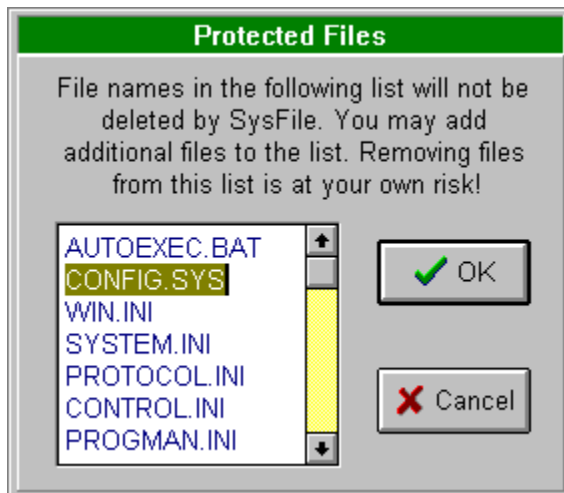 Protected Files
File names in the following list will not be
deleted by SysFile. You may add
additional files to the list. Removing files
from this list is at your own risk!
AUTOEXEC.BAT
CONFIG.SYS
WIN.INI
SYSTEM.INI
PROTOCOL.INI
CONTROL.INI
PROGMAN.INI
OK
Cancel